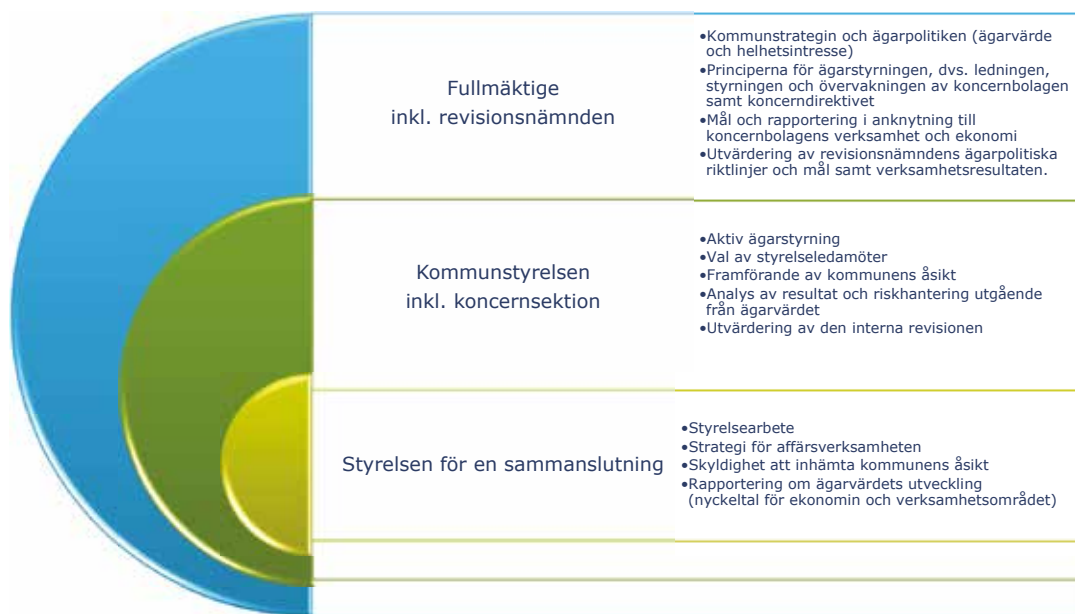 Fullmäktige
inkl. revisionsnämnden
•Kommunstrategin och ägarpolitiken (ägarvärde
och helhetsintresse)
•Principerna för ägarstyrningen, dvs. ledningen,
styrningen och övervakningen av koncernbolagen
samt koncerndirektivet
•Mål och rapportering i anknytning till
koncernbolagens verksamhet och ekonomi
•Utvärdering av revisionsnämndens ägarpolitiska
riktlinjer och mål samt verksamhetsresultaten.
Kommunstyrelsen
inkl. koncernsektion
•Aktiv ägarstyrning
•Val av styrelseledamöter
•Framförande av kommunens åsikt
•Analys av resultat och riskhantering utgående
från ägarvärdet
•Utvärdering av den interna revisionen
Styrelsen för en sammanslutning
•Styrelsearbete
•Strategi för affärsverksamheten
•Skyldighet att inhämta kommunens åsikt
•Rapportering om ägarvärdets utveckling
(nyckeltal för ekonomin och verksamhetsområdet)